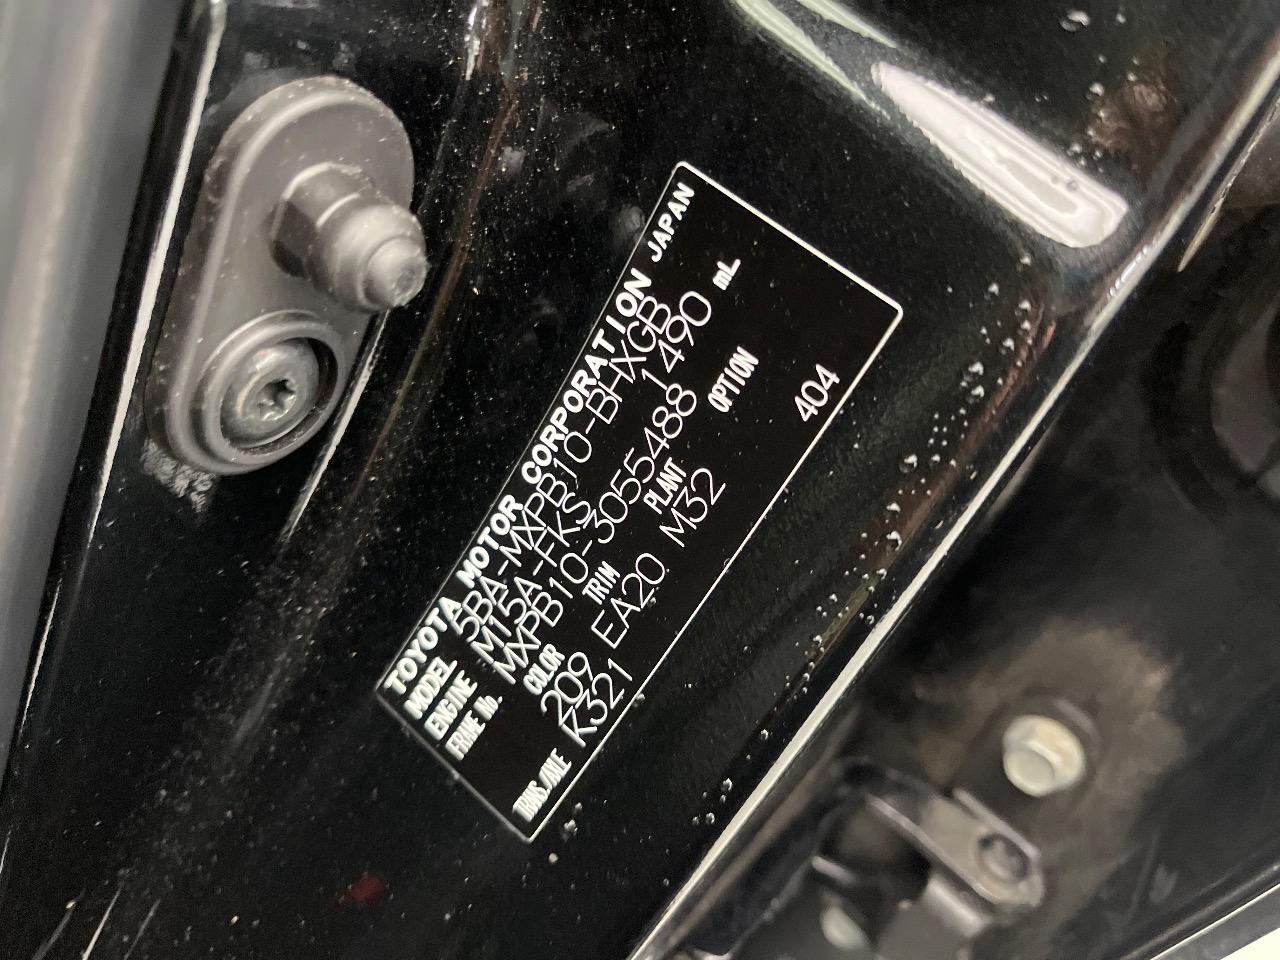 TOYOTA MOTOR CORPORATION JAPAN
MODEL 5BA-MXPB10-BHXGB
ENGINE M15A-FKS 1490 mL
FRAME No. MXPB10-3055488
COLOR TRIM PLANT OPTION
209 EA20 M32 404
TRANS/AXLE K321